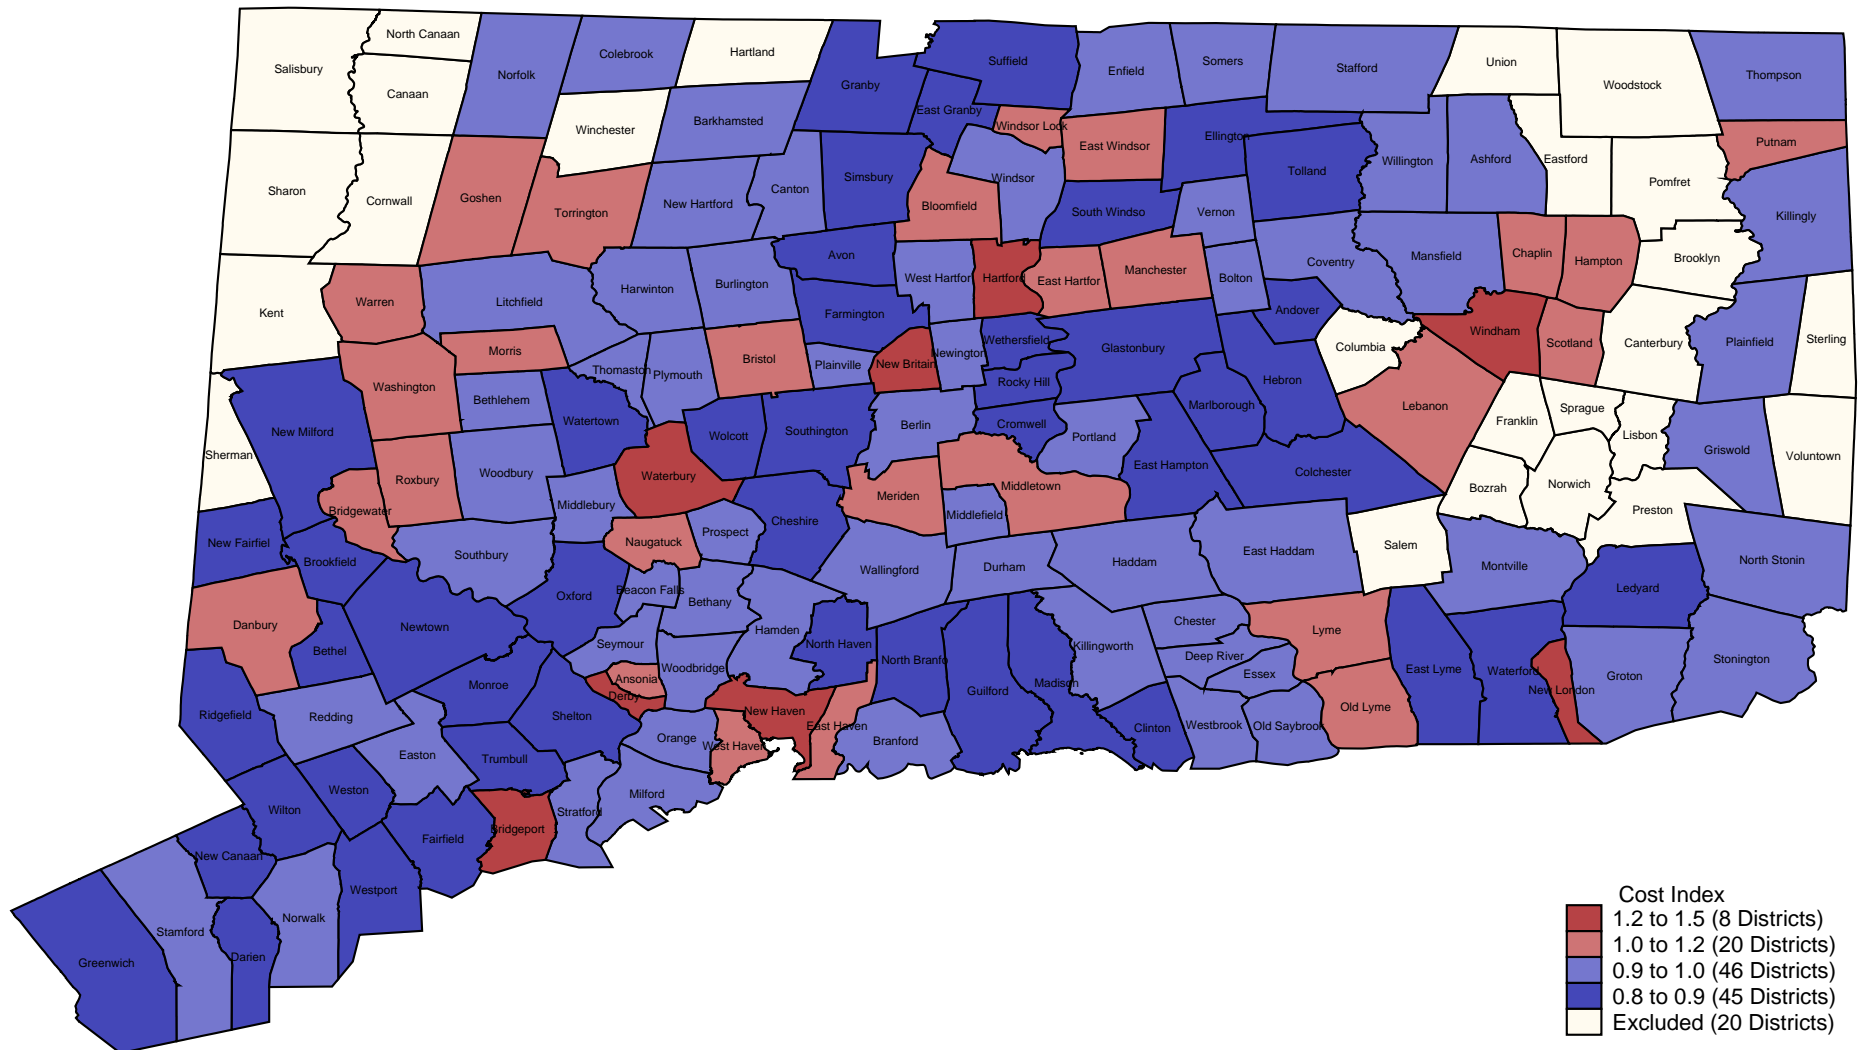 North Canaan
Salisbury
Canaan
Norfolk
Colebrook
Hartland
Granby
Suffield
East Granby
Enfield
Somers
Stafford
Union
Woodstock
Thompson
Winchester
Barkhamsted
Windsor Lock
East Windsor
Ellington
Tolland
Willington
Ashford
Eastford
Pomfret
Putnam
Killingly
Sharon
Cornwall
Goshen
Torrington
New Hartford
Canton
Simsbury
Bloomfield
Windsor
South Windso
Vernon
Kent
Warren
Litchfield
Harwinton
Burlington
Avon
West Hartfor
Hartford
East Hartfor
Manchester
Bolton
Coventry
Mansfield
Chaplin
Hampton
Brooklyn
Farmington
Andover
Windham
Scotland
Canterbury
Plainfield
Sterling
Morris
Washington
Bethlehem
Thomaston
Plymouth
Bristol
Plainville
New Britain
Newington
Wethersfield
Rocky Hill
Glastonbury
Marlborough
Hebron
Columbia
Lebanon
Franklin
Sprague
Lisbon
Griswold
Voluntown
New Milford
Sherman
Watertown
Wolcott
Southington
Berlin
Cromwell
Portland
East Hampton
Colchester
Bozrah
Norwich
Preston
Roxbury
Woodbury
Waterbury
Middlebury
Bridgewater
Meriden
Middletown
Middlefield
Cheshire
Prospect
Naugatuck
New Fairfiel
Brookfield
Southbury
Oxford
Beacon Falls
Bethany
Wallingford
Durham
Haddam
East Haddam
Salem
Montville
Ledyard
North Stonin
Danbury
Bethel
Newtown
Seymour
Hamden
North Haven
Woodbridge
Ansonia
Derby
North Branfo
Guilford
Madison
Killingworth
Chester
Deep River
Essex
Lyme
Old Lyme
East Lyme
Waterford
New London
Groton
Stonington
Ridgefield
Redding
Monroe
Shelton
Easton
Trumbull
Orange
New Haven
West Haven
East Haven
Branford
Clinton
Westbrook
Old Saybrook
Wilton
Weston
Fairfield
Bridgeport
Stratford
Milford
New Canaan
Westport
Norwalk
Stamford
Darien
Greenwich
Cost Index
1.2 to 1.5 (8 Districts)
1.0 to 1.2 (20 Districts)
0.9 to 1.0 (46 Districts)
0.8 to 0.9 (45 Districts)
Excluded (20 Districts)